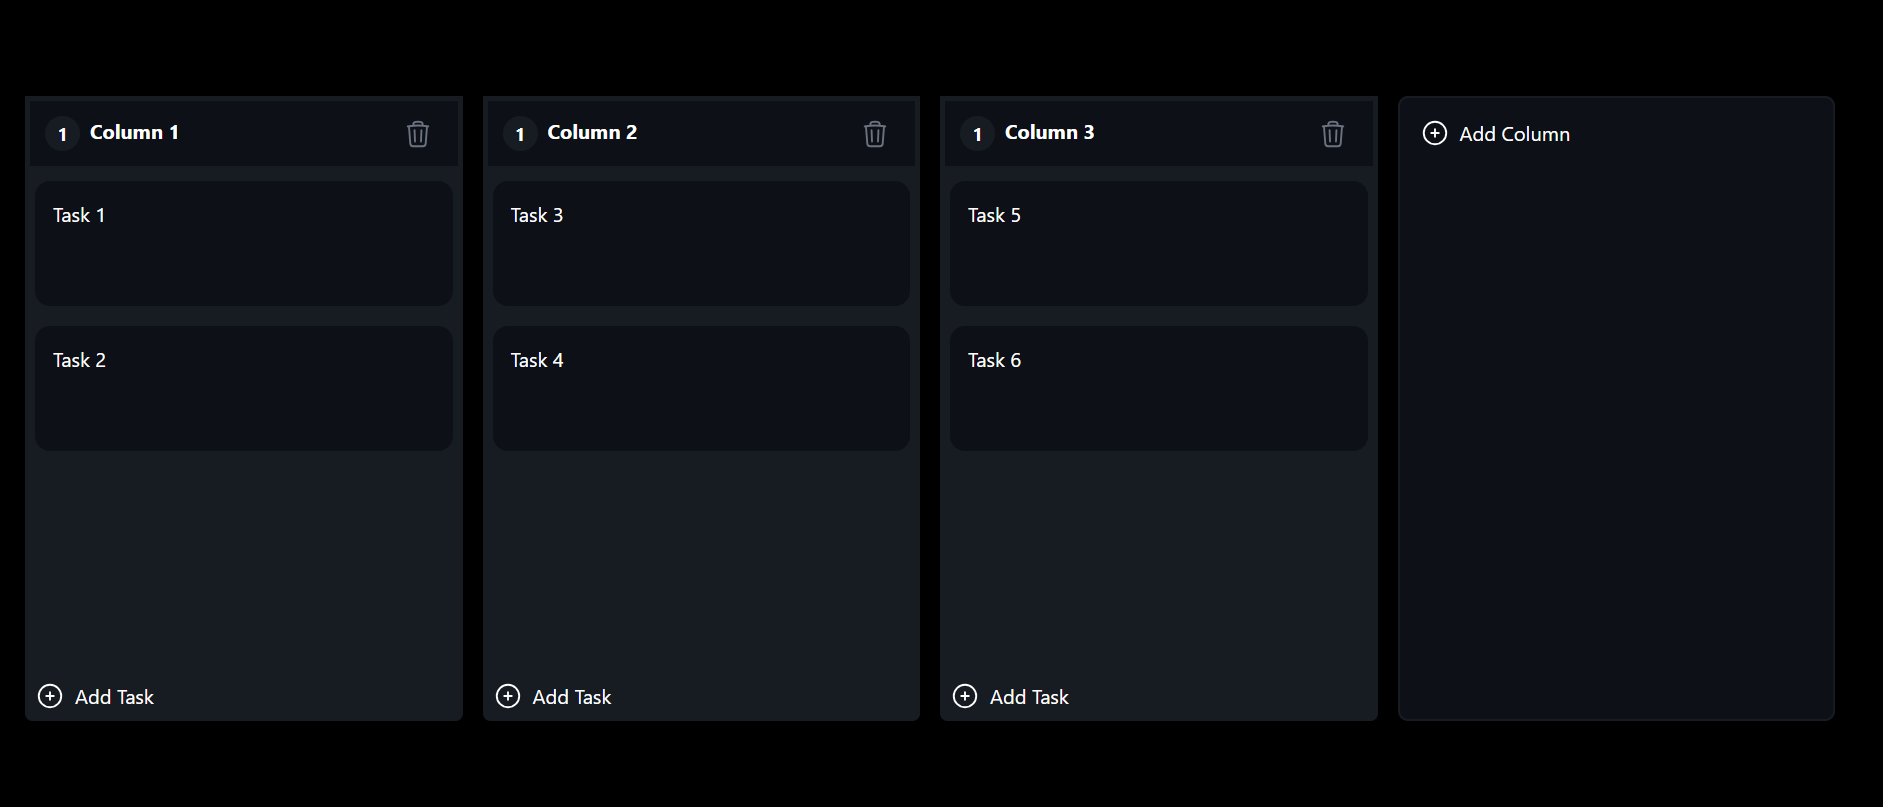 1 Column 1
Task 1
Task 2
Add Task
1 Column 2
Task 3
Task 4
Add Task
1 Column 3
Task 5
Task 6
Add Task
Add Column